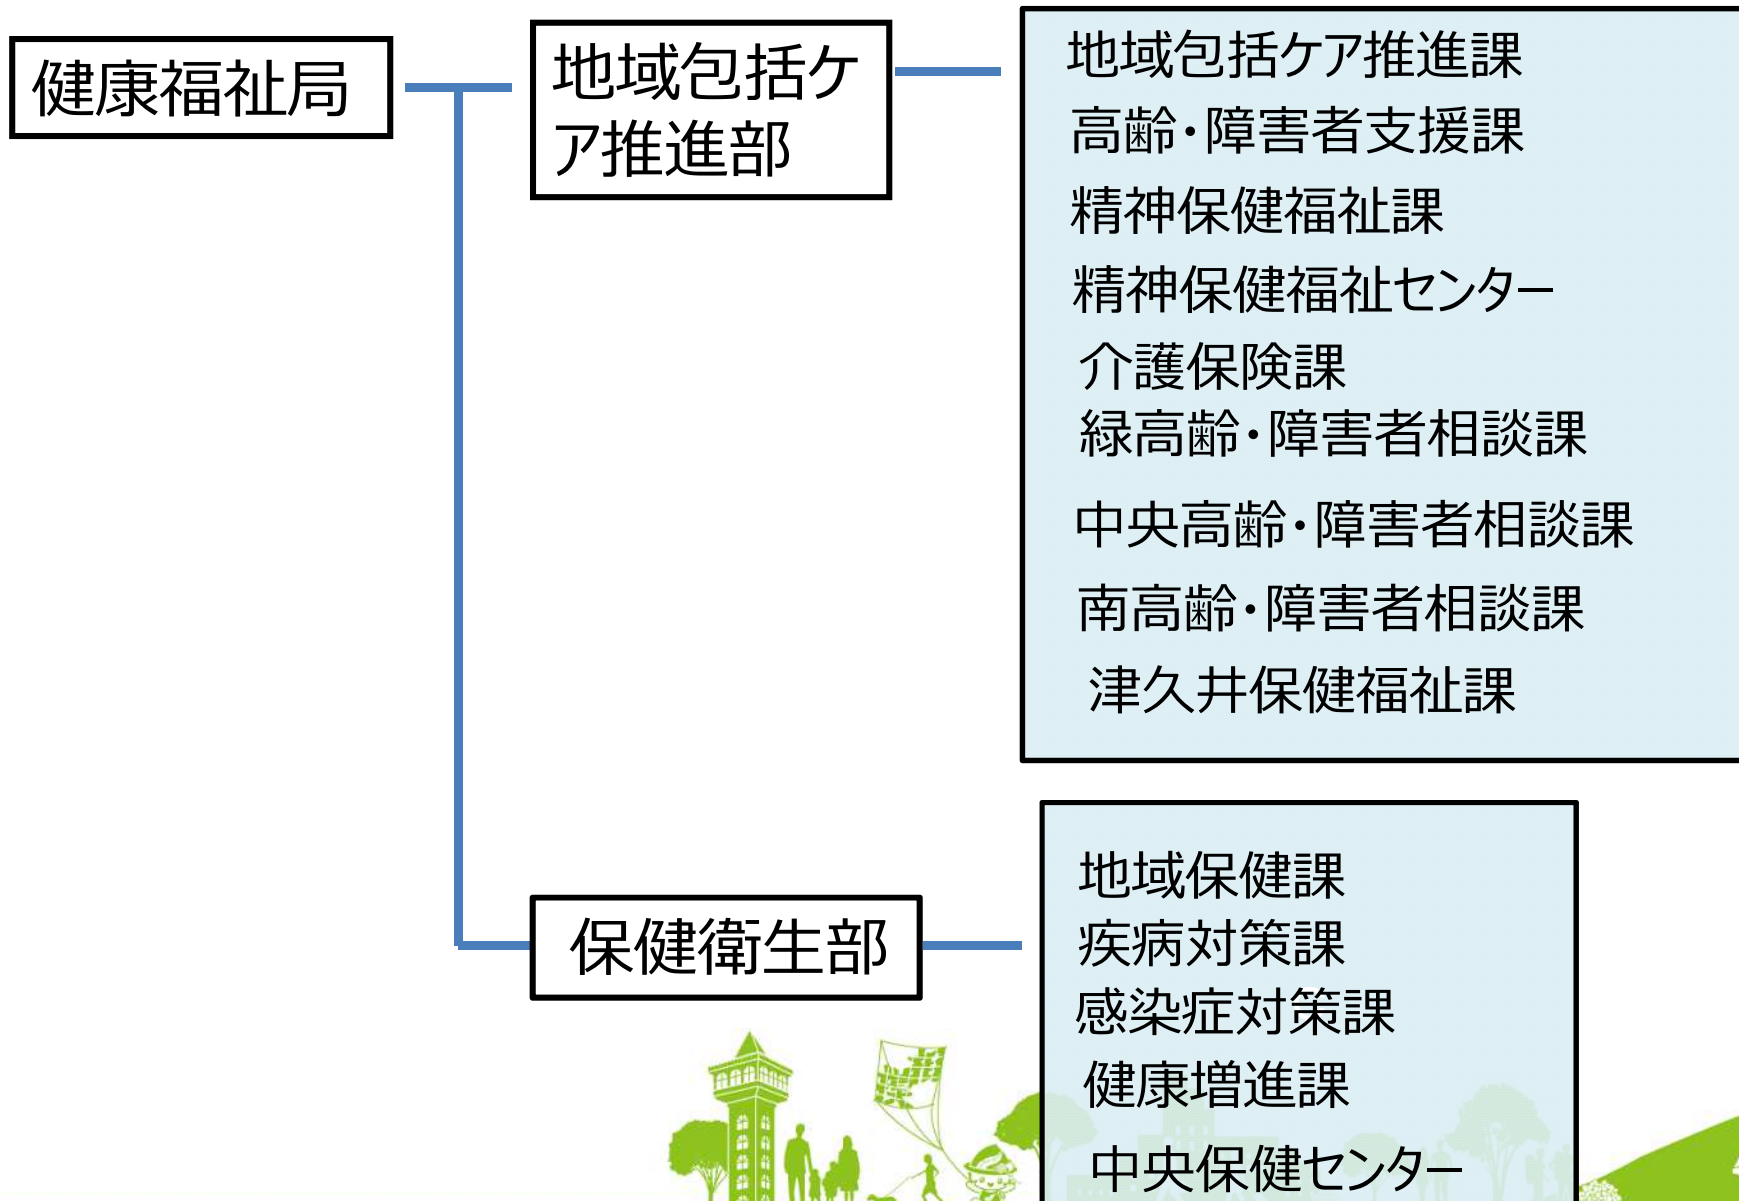 健康福祉局
地域包括ケ
ア推進部
地域包括ケア推進課
高齢・障害者支援課
精神保健福祉課
精神保健福祉センター
介護保険課
緑高齢・障害者相談課
中央高齢・障害者相談課
南高齢・障害者相談課
津久井保健福祉課
保健衛生部
地域保健課
疾病対策課
感染症対策課
健康増進課
中央保健センター